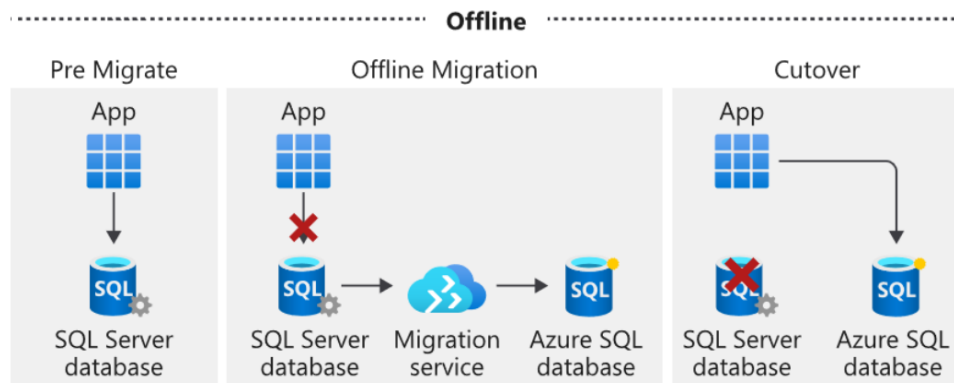 Offline
Pre Migrate
Offline Migration
Cutover
App
App
App
SQL
SQL
SQL
SQL
SQL
SQL Server
database
SQL Server
database
Migration
service
Azure SQL
database
SQL Server
database
Azure SQL
database